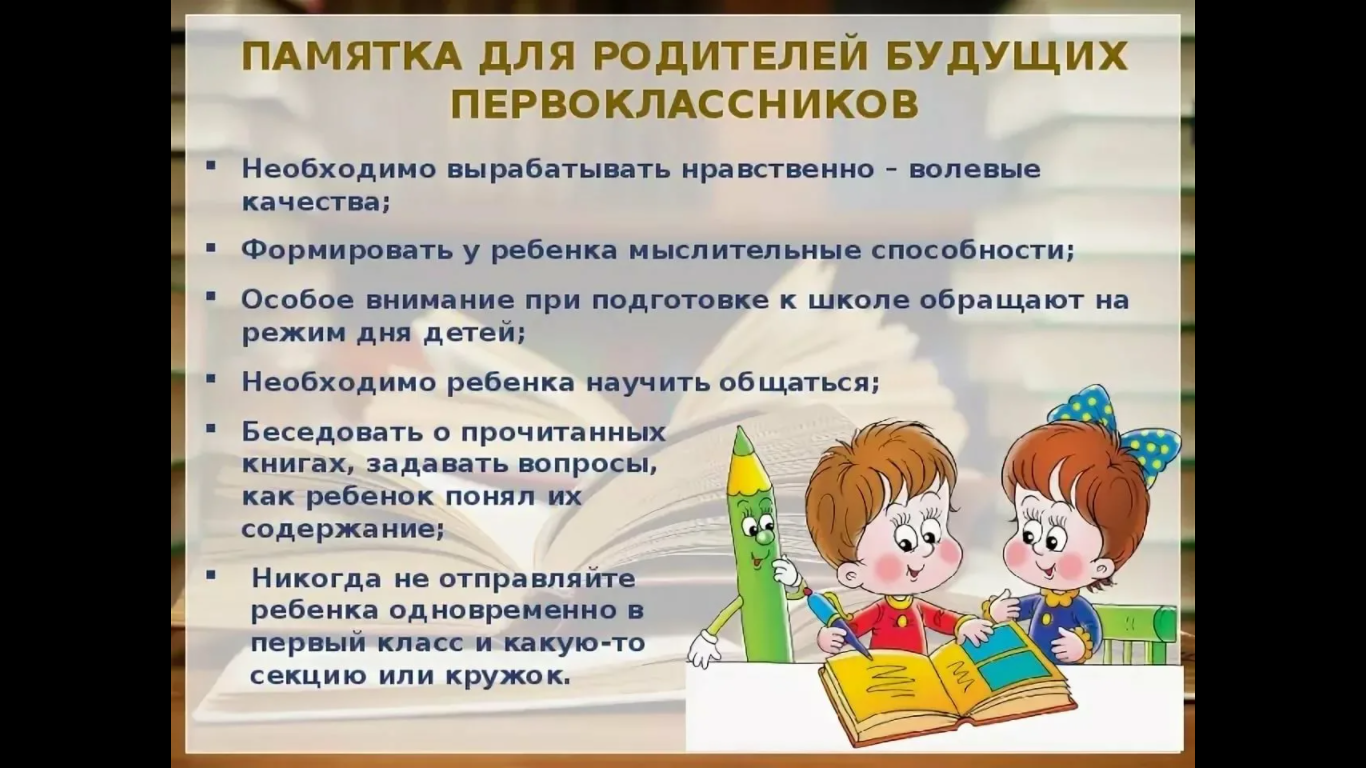 ПАМЯТКА ДЛЯ РОДИТЕЛЕЙ БУДУЩИХ
ПЕРВОКЛАССНИКОВ
▪ Необходимо вырабатывать нравственно – волевые
качества;
▪ Формировать у ребенка мыслительные способности;
▪ Особое внимание при подготовке к школе обращают на
режим дня детей;
▪ Необходимо ребенка научить общаться;
▪ Беседовать о прочитанных
книгах, задавать вопросы,
как ребенок понял их
содержание;
▪ Никогда не отправляйте
ребенка одновременно в
первый класс и какую-то
секцию или кружок.